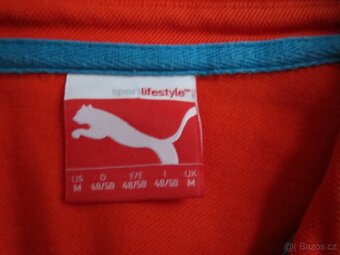 sportlifestyle™
US D F/E I UK
M 48/50 48/50 48/50 M
Bazos.cz